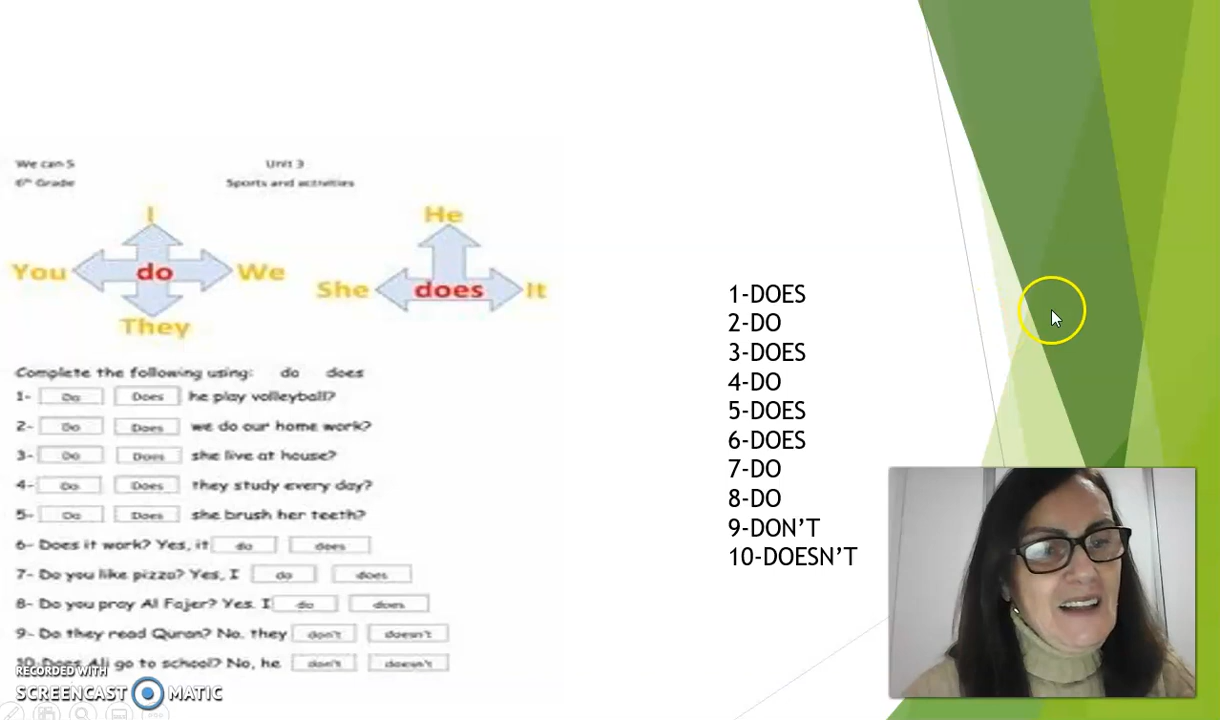 We can 5 Unit 3
6th Grade Sports and activities
I
You do We
They
He
She does It
Complete the following using: do does
1- Do Does he play volleyball?
2- Do Does we do our home work?
3- Do Does she live at house?
4- Do Does they study every day?
5- Do Does she brush her teeth?
6- Does it work? Yes, it do does
7- Do you like pizza? Yes, I do does
8- Do you pray Al Fajer? Yes. I do does
9- Do they read Quran? No. they don't doesn't
10- Does Ali go to school? No, he don't doesn't
1-DOES
2-DO
3-DOES
4-DO
5-DOES
6-DOES
7-DO
8-DO
9-DON'T
10-DOESN'T
RECORDED WITH
SCREENCAST MATIC